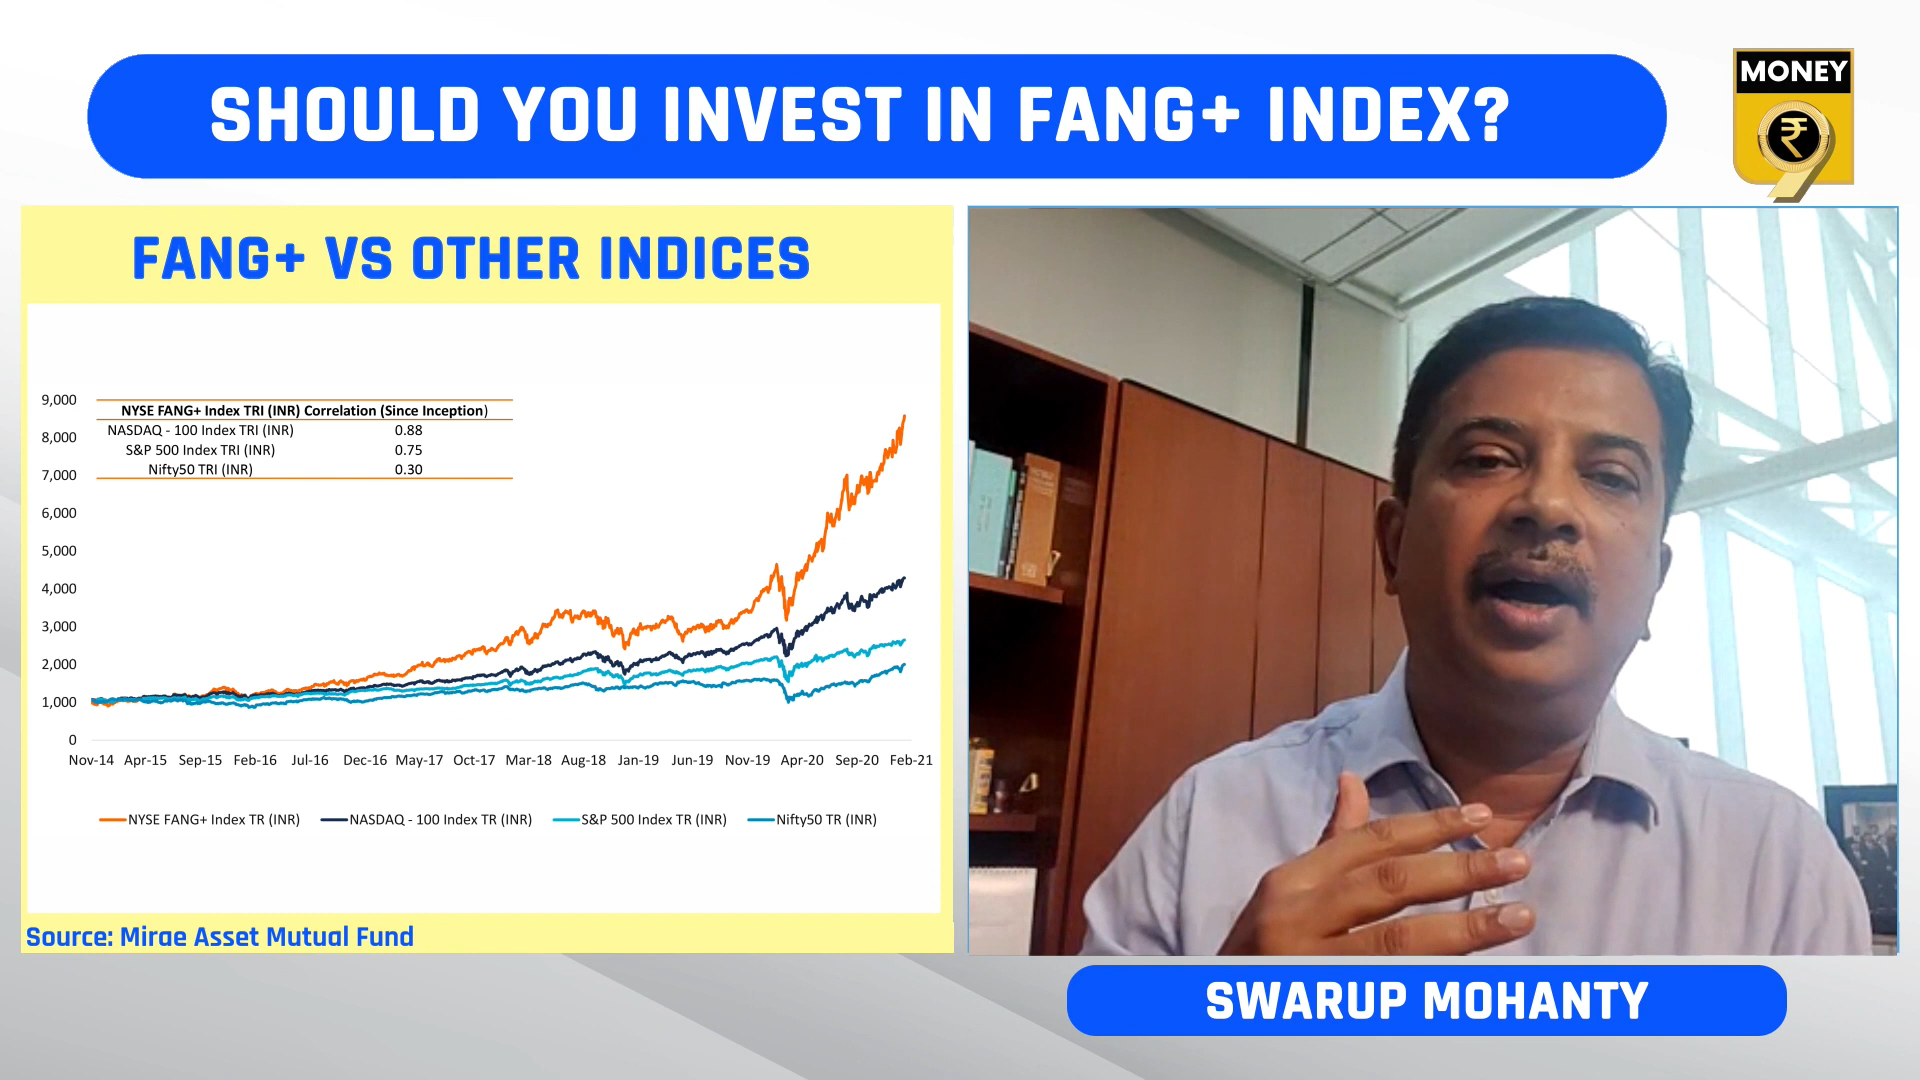 SHOULD YOU INVEST IN FANG+ INDEX?
MONEY
₹
9
FANG+ VS OTHER INDICES
9,000
8,000
7,000
6,000
5,000
4,000
3,000
2,000
1,000
0
NYSE FANG+ Index TRI (INR) Correlation (Since Inception)
NASDAQ - 100 Index TRI (INR) 0.88
S&P 500 Index TRI (INR) 0.75
Nifty50 TRI (INR) 0.30
Nov-14 Apr-15 Sep-15 Feb-16 Jul-16 Dec-16 May-17 Oct-17 Mar-18 Aug-18 Jan-19 Jun-19 Nov-19 Apr-20 Sep-20 Feb-21
NYSE FANG+ Index TR (INR) NASDAQ - 100 Index TR (INR) S&P 500 Index TR (INR) Nifty50 TR (INR)
Source: Mirae Asset Mutual Fund
SWARUP MOHANTY